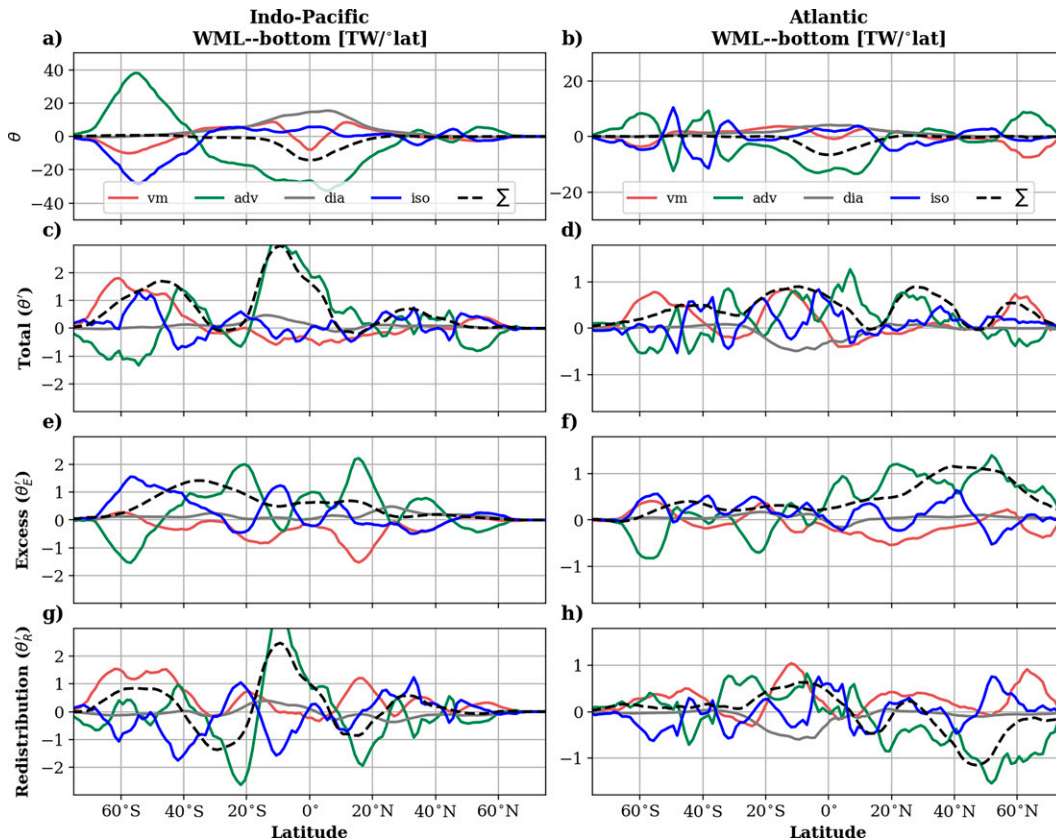 Indo-Pacific
WML--bottom [TW/°lat]
Atlantic
WML--bottom [TW/°lat]
a)
40
20
0
−20
−40
θ
vm adv dia iso ∑
b)
20
0
−20
vm adv dia iso ∑
c)
2
1
0
−1
−2
Total (θ′)
d)
1
0
−1
e)
2
1
0
−1
−2
Excess (θ′E)
f)
1
0
−1
g)
2
1
0
−1
−2
Redistribution (θ′R)
60°S 40°S 20°S 0° 20°N 40°N 60°N
Latitude
h)
1
0
−1
60°S 40°S 20°S 0° 20°N 40°N 60°N
Latitude